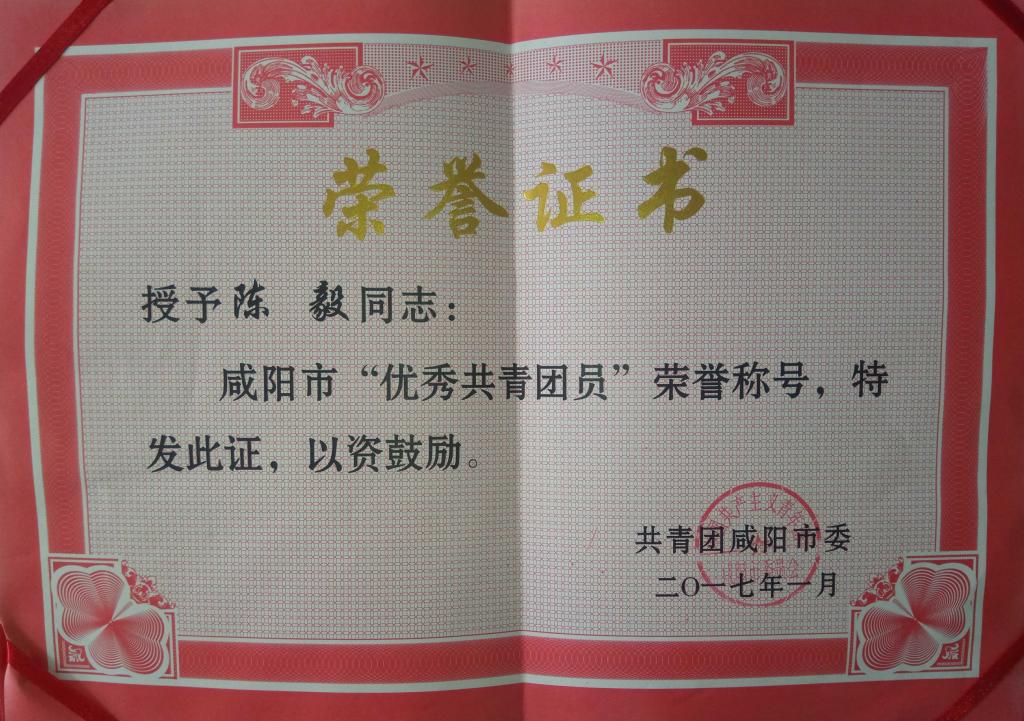 荣誉证书
授予陈 毅同志：
咸阳市“优秀共青团员”荣誉称号，特
发此证，以资鼓励。
共青团咸阳市委
二〇一七年一月